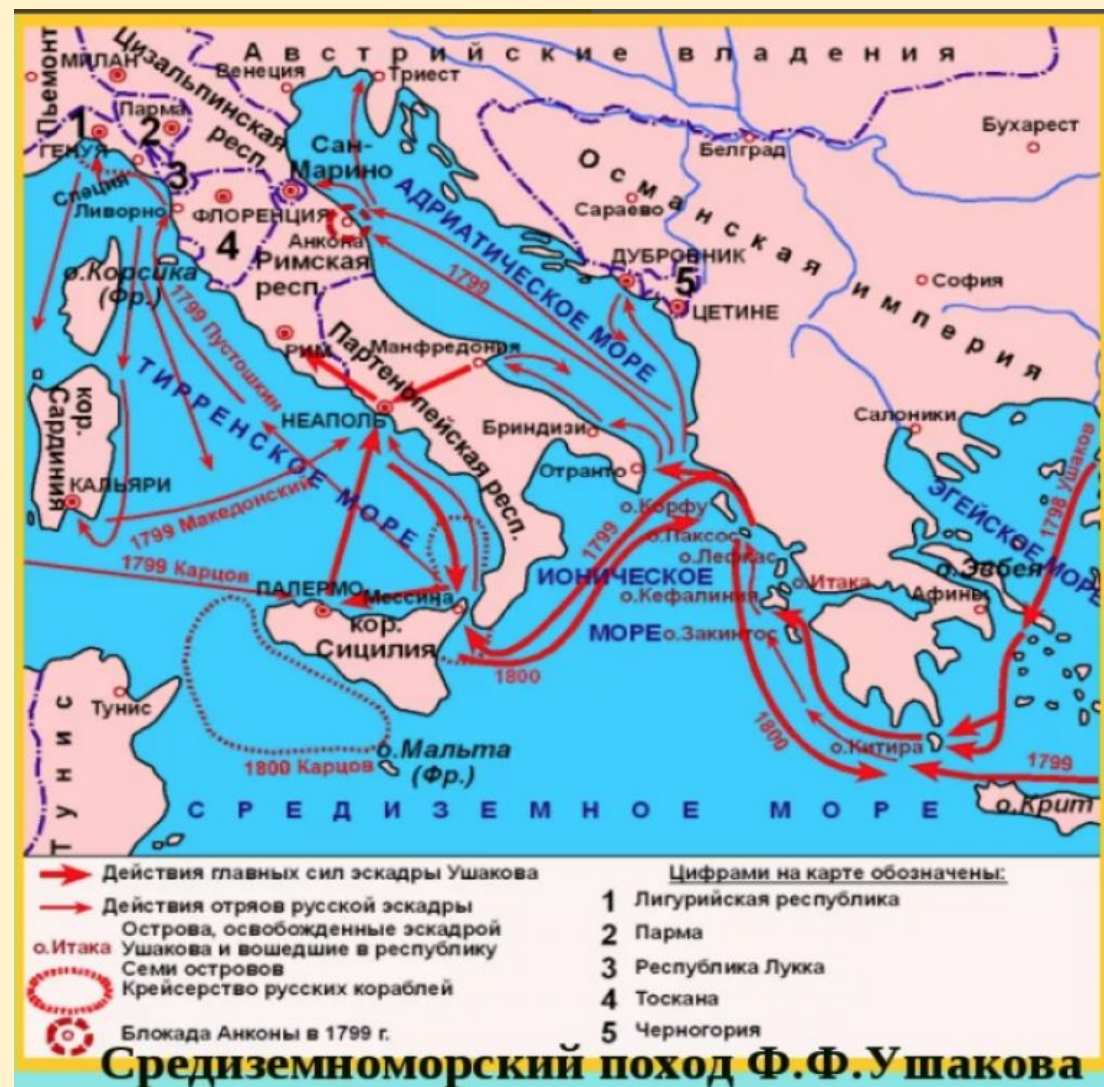 Австрийские владения
Пьемонт
МИЛАН
Цизальпинская
респ.
Венеция
Триест
Парма
1
2
ГЕНУЯ
Специя
3
Ливорно
ФЛОРЕНЦИЯ
4
Сан-
Марино
Анкона
Римская
респ.
АДРИАТИЧЕСКОЕ МОРЕ
1799
Белград
Бухарест
Османская империя
Сараево
ДУБРОВНИК
5
ЦЕТИНЕ
София
о.Корсика
(Фр.)
1799 Пустошкин
РИМ
Партенопейская респ.
Манфредония
ТИРРЕНСКОЕ МОРЕ
НЕАПОЛЬ
Бриндизи
Отранто
Салоники
кор.
Сардиния
КАЛЬЯРИ
1799 Македонский
1799 Карцов
ПАЛЕРМО
Мессина
кор.
Сицилия
1799
1800
о.Корфу
о.Паксос
о.Лефкас
ИОНИЧЕСКОЕ
МОРЕ
о.Итака
о.Кефалиния
о.Закинтос
ЭГЕЙСКОЕ МОРЕ
1798 Ушаков
о.Эвбея
Афины
1800
о.Китира
1799
о.Крит
Тунис
Тунис
о.Мальта
(Фр.)
1800 Карцов
СРЕДИЗЕМНОЕ МОРЕ
Действия главных сил эскадры Ушакова
Действия отряов русской эскадры
о.Итака
Острова, освобожденные эскадрой
Ушакова и вошедшие в республику
Семи островов
Крейсерство русских кораблей
Блокада Анконы в 1799 г.
Цифрами на карте обозначены:
1 Лигурийская республика
2 Парма
3 Республика Лукка
4 Тоскана
5 Черногория
Средиземноморский поход Ф.Ф.Ушакова